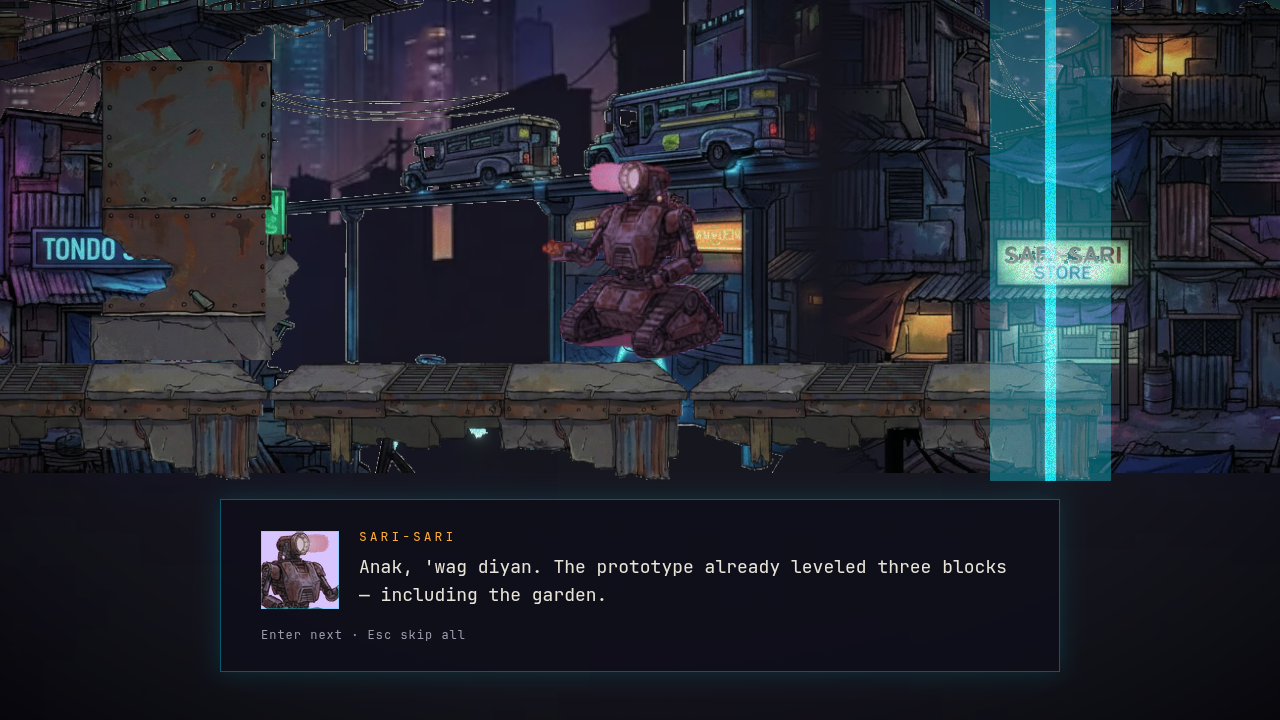 TONDO
SARI-SARI
STORE
SARI-SARI
Anak, 'wag diyan. The prototype already leveled three blocks
— including the garden.
Enter next · Esc skip all